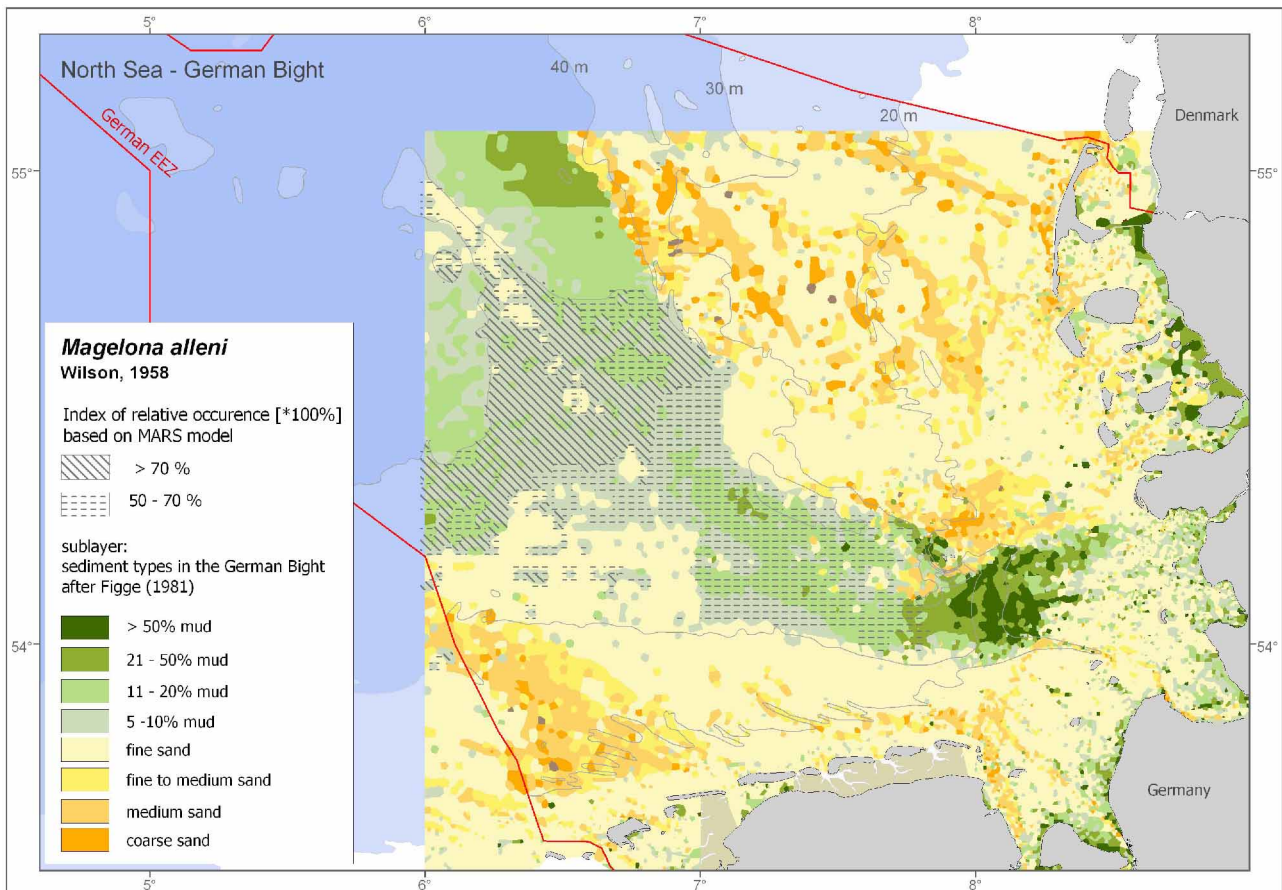 5°
6°
7°
8°
North Sea - German Bight
40 m
30 m
20 m
Denmark
German EEZ
55°
55°
Magelona alleni
Wilson, 1958
Index of relative occurence [*100%]
based on MARS model
> 70 %
50 - 70 %
sublayer:
sediment types in the German Bight
after Figge (1981)
> 50% mud
21 - 50% mud
11 - 20% mud
5 -10% mud
fine sand
fine to medium sand
medium sand
coarse sand
54°
54°
Germany
5°
6°
7°
8°